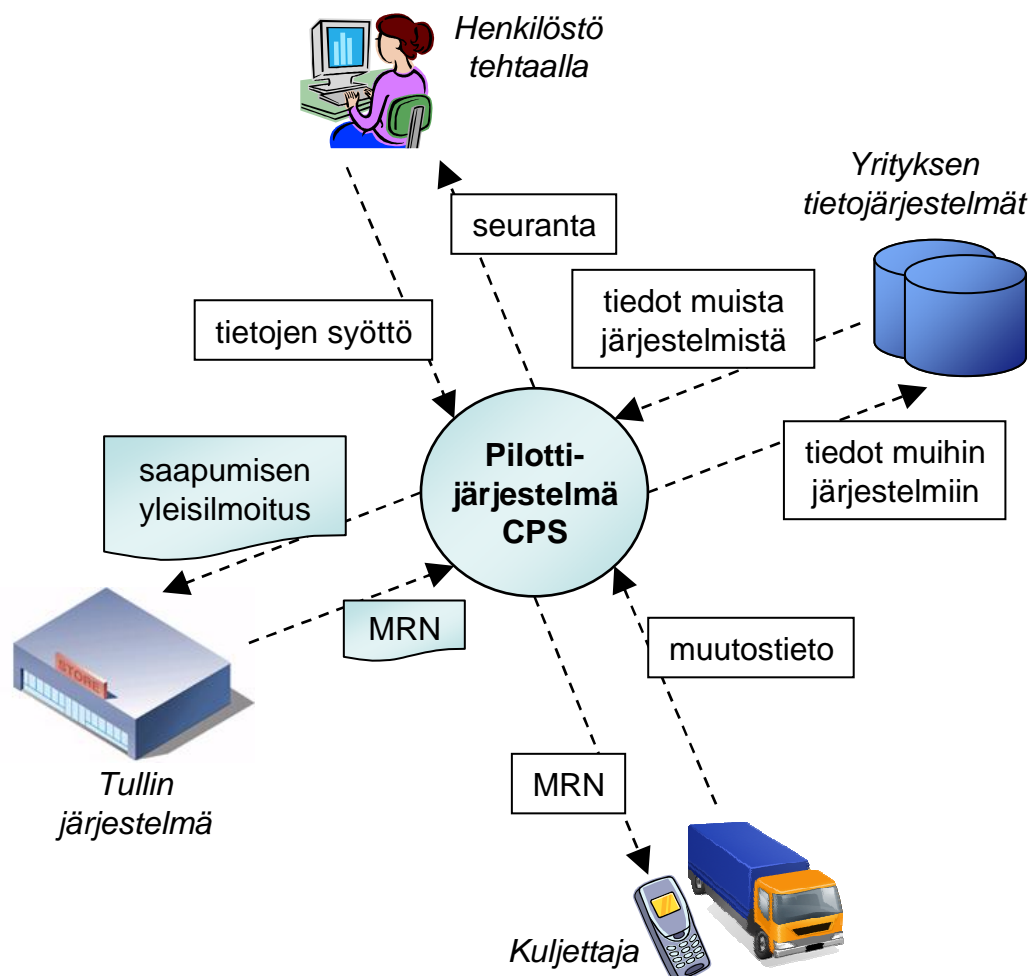 Henkilöstö
tehtaalla
Yrityksen
tietojärjestelmät
seuranta
tiedot muista
järjestelmistä
tietojen syöttö
saapumisen
yleisilmoitus
Pilotti-
järjestelmä
CPS
tiedot muihin
järjestelmiin
MRN
muutostieto
STORE
Tullin
järjestelmä
MRN
Kuljettaja